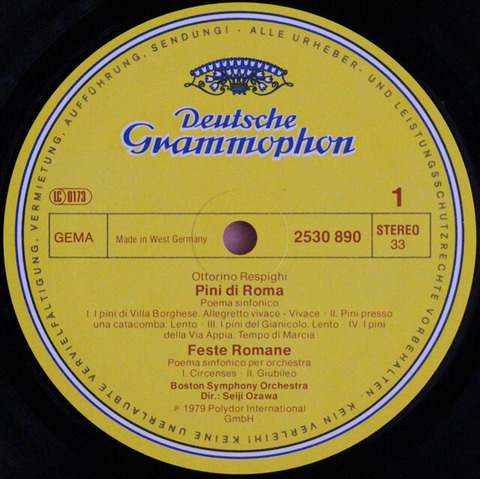 Deutsche
Grammophon
LC 0173
1
GEMA
Made in West Germany
2530 890
STEREO
33
Ottorino Respighi
Pini di Roma
Poema sinfonico
I. I pini di Villa Borghese. Allegretto vivace - Vivace · II. Pini presso
una catacomba. Lento · III. I pini del Gianicolo. Lento · IV. I pini
della Via Appia. Tempo di Marcia
Feste Romane
Poema sinfonico per orchestra
I. Circenses · II. Giubileo
Boston Symphony Orchestra
Dir.: Seiji Ozawa
℗ 1979 Polydor International
GmbH
ALLE URHEBER- UND LEISTUNGSSCHUTZRECHTE VORBEHALTEN. KEIN VERLEIH! KEINE UNERLAUBTE VERVIELFÄLTIGUNG, VERMIETUNG, AUFFÜHRUNG, SENDUNG!